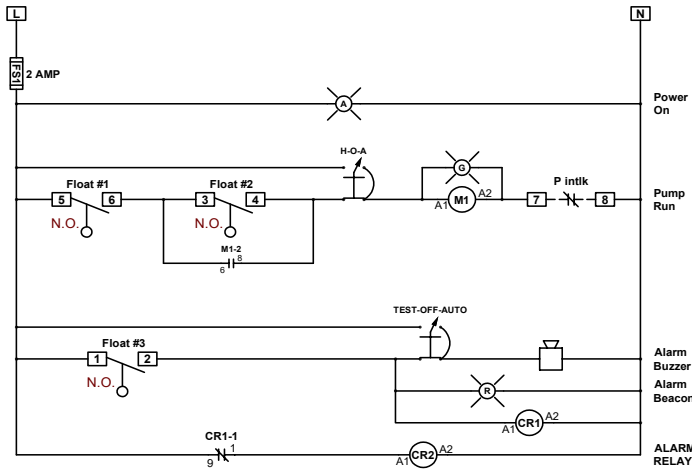 L
N
FS1
2 AMP
A
Power
On
H-O-A
G
Float #1
Float #2
P intlk
5
6
3
4
M1
A1
A2
7
8
Pump
Run
N.O.
N.O.
M1-2
6
8
TEST-OFF-AUTO
Float #3
1
2
Alarm
Buzzer
N.O.
R
Alarm
Beacon
CR1
A1
A2
CR1-1
9
1
CR2
A1
A2
ALARM
RELAY